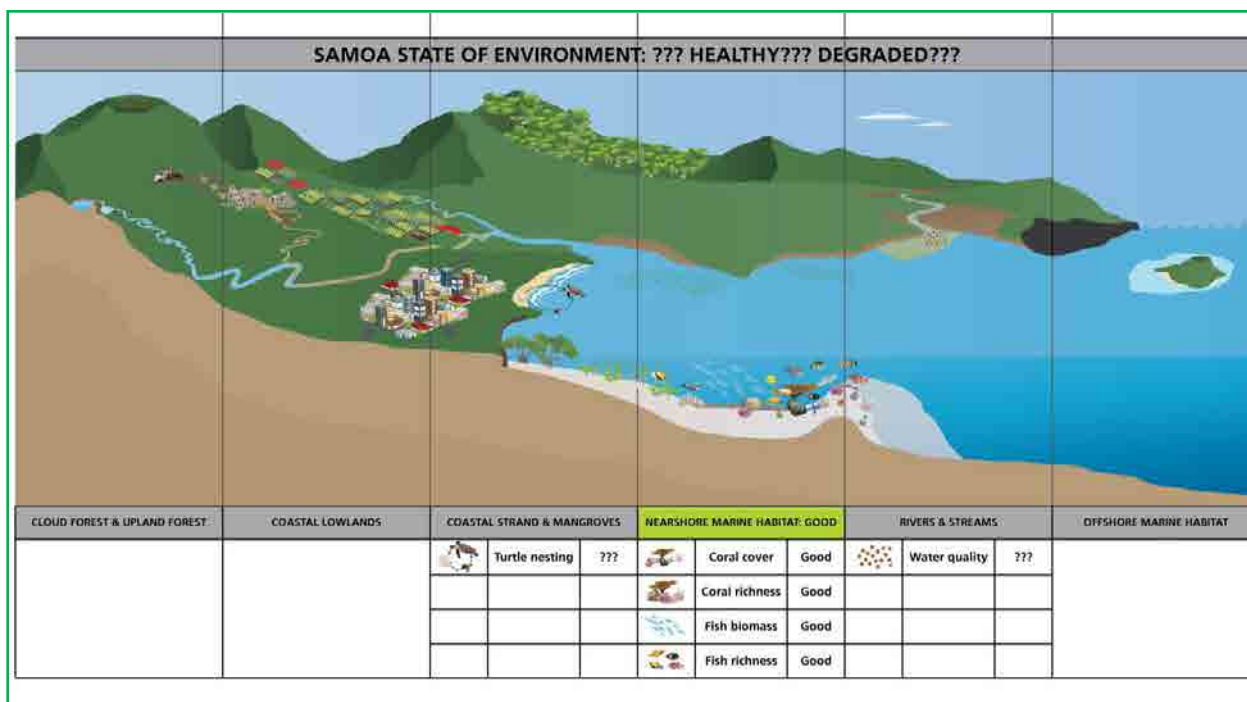 SAMOA STATE OF ENVIRONMENT: ??? HEALTHY??? DEGRADED???
CLOUD FOREST & UPLAND FOREST
COASTAL LOWLANDS
COASTAL STRAND & MANGROVES
NEARSHORE MARINE HABITAT: GOOD
RIVERS & STREAMS
OFFSHORE MARINE HABITAT
Turtle nesting ???
Coral cover Good
Water quality ???
Coral richness Good
Fish biomass Good
Fish richness Good